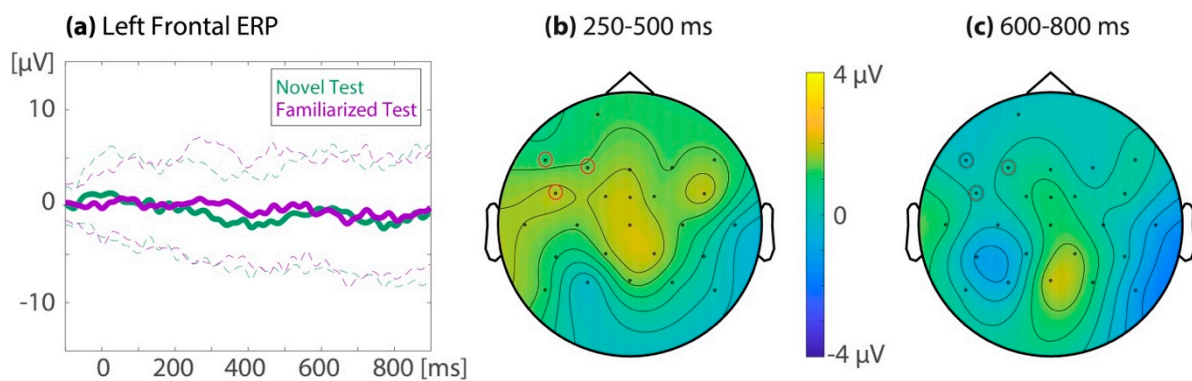 (a) Left Frontal ERP
[µV]
10
0
-10
Novel Test
Familarized Test
0 200 400 600 800 [ms]
(b) 250-500 ms
4 µV
0
-4 µV
(c) 600-800 ms